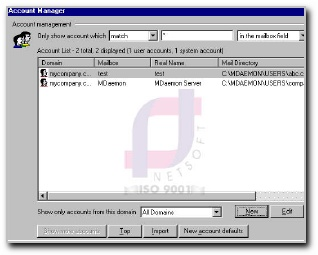 Account Manager
Account management
Only show account which match * in the mailbox field
Account List - 2 total, 2 displayed (1 user accounts, 1 system account)
Domain Mailbox Real Name Mail Directory
mycompany.c... test test C:\MDAEMON\USERS\abc.c
mycompany.c... MDaemon MDaemon Server C:\MDAEMON\USERS\comp
NETSOFT
ISO 9001
Show only accounts from this domain All Domains New Edit
Show more accounts Top Import New account defaults